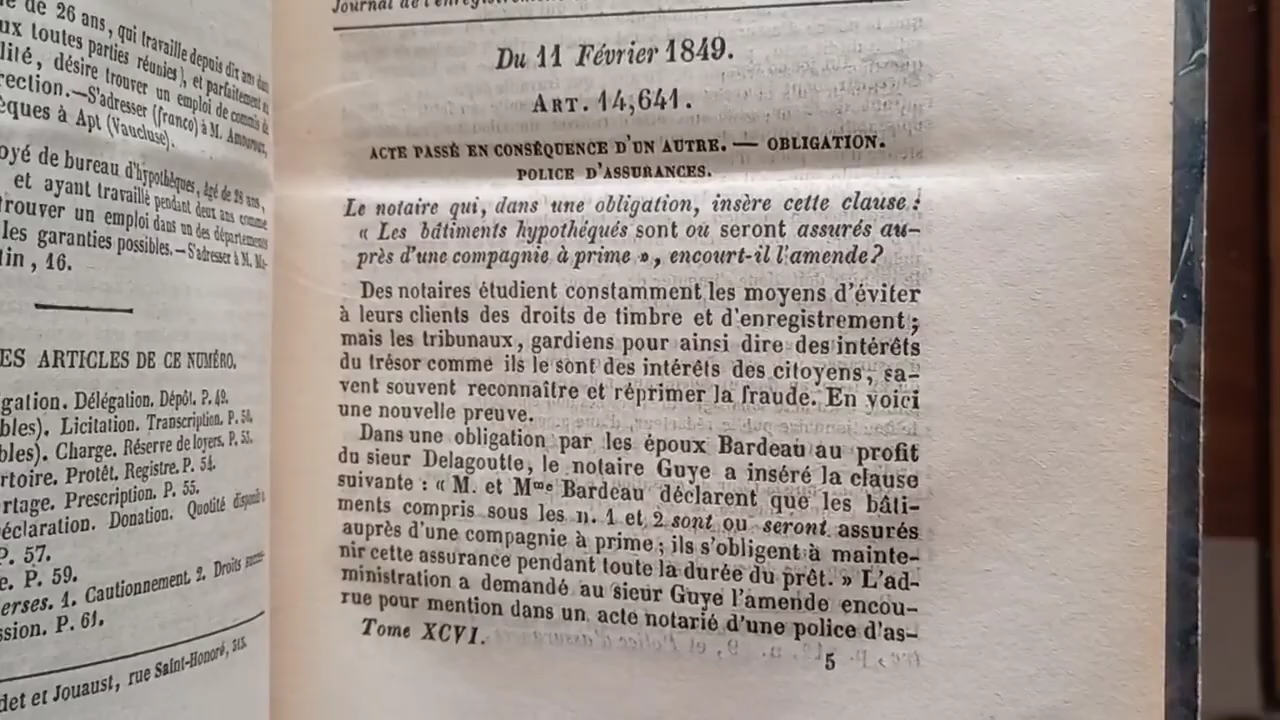 de 26 ans, qui travaille depuis dix ans dans
ux toutes parties réunies), et parfaitement au
lité, désire trouver un emploi de commis de
rection.—S'adresser (franco) à M. Amouroux,
èques à Apt (Vaucluse).
oyé de bureau d'hypothèques, âgé de 28 ans,
et ayant travaillé pendant deux ans comme
trouver un emploi dans un des départements
les garanties possibles.—S'adresser à M. Mo-
lin, 16.
ES ARTICLES DE CE NUMÉRO.
gation. Délégation. Dépôt. P. 49.
bles). Licitation. Transcription. P. 50.
bles). Charge. Réserve de loyers. P. 53.
rtoire. Protêt. Registre. P. 54.
rtage. Prescription. P. 55.
éclaration. Donation. Quotité disponib
P. 57.
e. P. 59.
erses. 1. Cautionnement. 2. Droits
ssion. P. 61.
det et Jouaust, rue Saint-Honoré, 315.
Journal de l'enregistrement
Du 11 Février 1849.
ART. 14,641.
ACTE PASSÉ EN CONSÉQUENCE D'UN AUTRE. — OBLIGATION.
POLICE D'ASSURANCES.
Le notaire qui, dans une obligation, insère cette clause :
« Les bâtiments hypothéqués sont ou seront assurés au-
près d'une compagnie à prime », encourt-il l'amende?
Des notaires étudient constamment les moyens d'éviter
à leurs clients des droits de timbre et d'enregistrement;
mais les tribunaux, gardiens pour ainsi dire des intérêts
du trésor comme ils le sont des intérêts des citoyens, sa-
vent souvent reconnaître et réprimer la fraude. En voici
une nouvelle preuve.
Dans une obligation par les époux Bardeau au profit
du sieur Delagoutte, le notaire Guye a inséré la clause
suivante : « M. et Mme Bardeau déclarent que les bâti-
ments compris sous les n. 1 et 2 sont ou seront assurés
auprès d'une compagnie à prime; ils s'obligent à mainte-
nir cette assurance pendant toute la durée du prêt. » L'ad-
ministration a demandé au sieur Guye l'amende encou-
rue pour mention dans un acte notarié d'une police d'as-
Tome XCVI.
5